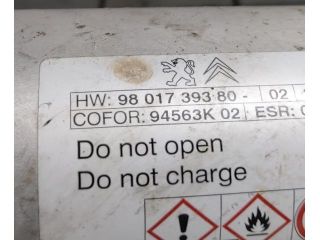 HW: 98 017 393 80 - 02
COFOR: 94563K 02 ESR:
Do not open
Do not charge